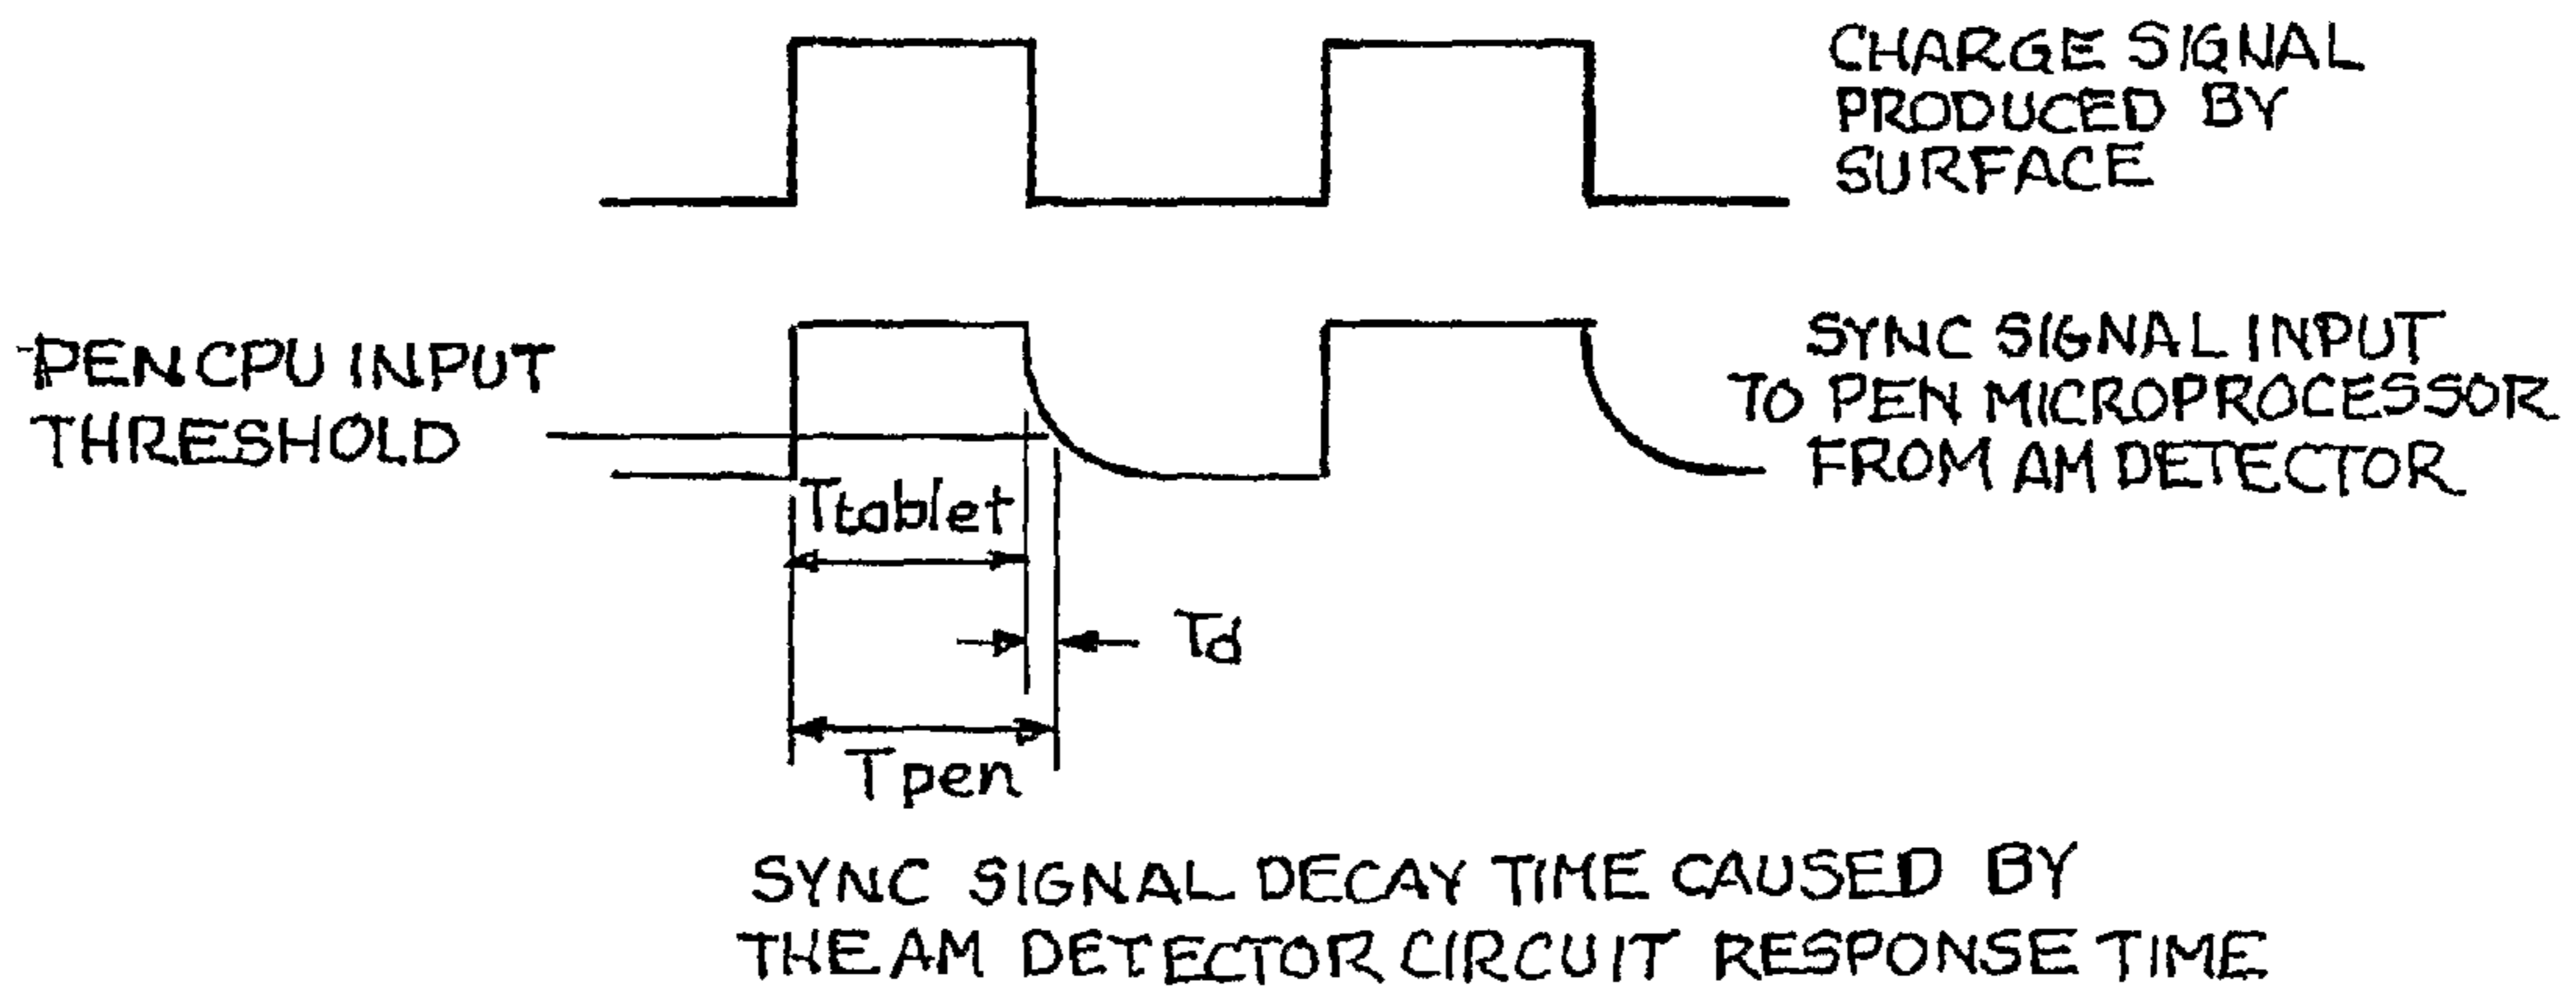 CHARGE SIGNAL
PRODUCED BY
SURFACE
PEN CPU INPUT
THRESHOLD
SYNC SIGNAL INPUT
TO PEN MICROPROCESSOR
FROM AM DETECTOR
Ttablet
Td
Tpen
SYNC SIGNAL DECAY TIME CAUSED BY
THE AM DETECTOR CIRCUIT RESPONSE TIME